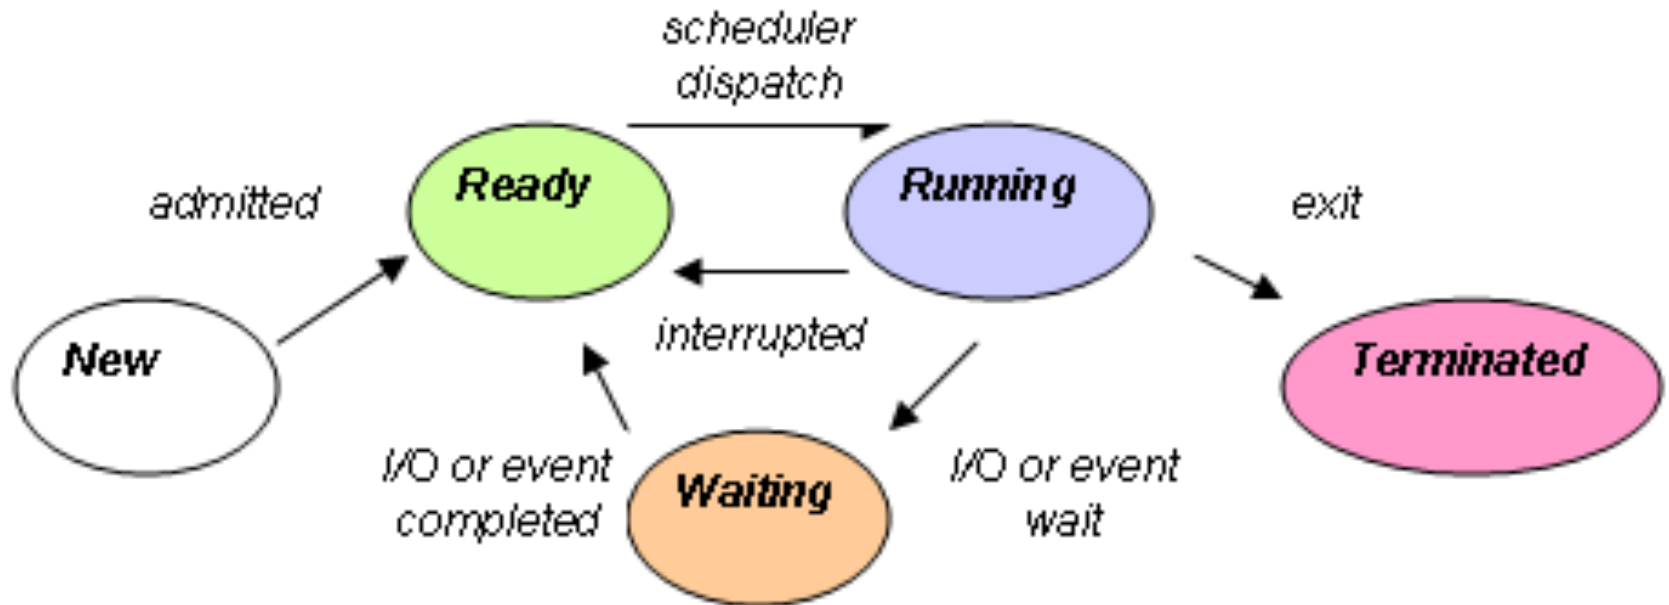 scheduler
dispatch
Ready
Running
admitted
exit
interrupted
New
Terminated
I/O or event
completed
Waiting
I/O or event
wait